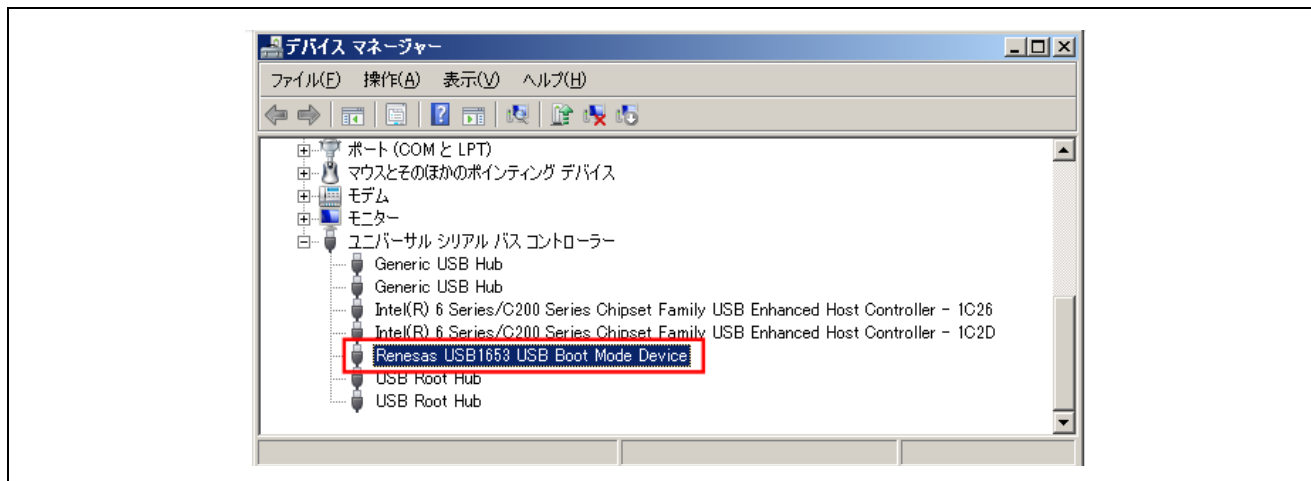 デバイス マネージャー
ファイル(F) 操作(A) 表示(V) ヘルプ(H)
ポート (COM と LPT)
マウスとそのほかのポインティング デバイス
モデム
モニター
ユニバーサル シリアル バス コントローラー
Generic USB Hub
Generic USB Hub
Intel(R) 6 Series/C200 Series Chipset Family USB Enhanced Host Controller - 1C26
Intel(R) 6 Series/C200 Series Chipset Family USB Enhanced Host Controller - 1C2D
Renesas USB1653 USB Boot Mode Device
USB Root Hub
USB Root Hub